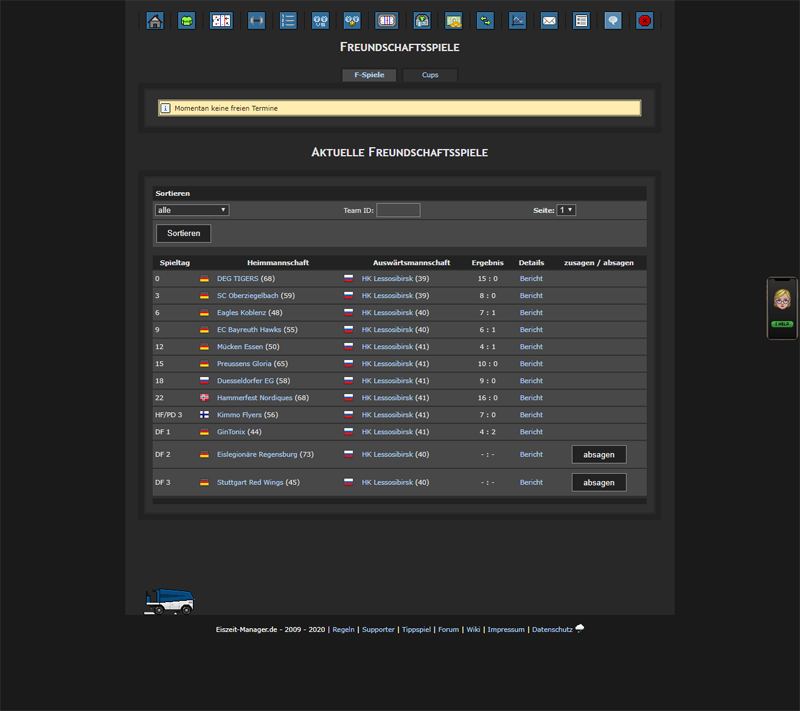 Freundschaftsspiele
F-Spiele Cups
i Momentan keine freien Termine
Aktuelle Freundschaftsspiele
Sortieren
alle Team ID: Seite: 1
Sortieren
Spieltag Heimmannschaft Auswärtsmannschaft Ergebnis Details zusagen / absagen
0 DEG TIGERS (68) HK Lessosibirsk (39) 15 : 0 Bericht
3 SC Oberziegelbach (59) HK Lessosibirsk (39) 8 : 0 Bericht
6 Eagles Koblenz (48) HK Lessosibirsk (40) 7 : 1 Bericht
9 EC Bayreuth Hawks (55) HK Lessosibirsk (40) 6 : 1 Bericht
12 Mücken Essen (50) HK Lessosibirsk (41) 4 : 1 Bericht
15 Preussens Gloria (65) HK Lessosibirsk (41) 10 : 0 Bericht
18 Duesseldorfer EG (58) HK Lessosibirsk (41) 9 : 0 Bericht
22 Hammerfest Nordiques (68) HK Lessosibirsk (41) 16 : 0 Bericht
HF/PD 3 Kimmo Flyers (56) HK Lessosibirsk (41) 7 : 0 Bericht
DF 1 GinTonix (44) HK Lessosibirsk (41) 4 : 2 Bericht
DF 2 Eislegionäre Regensburg (73) HK Lessosibirsk (40) - : - Bericht absagen
DF 3 Stuttgart Red Wings (45) HK Lessosibirsk (40) - : - Bericht absagen
Eiszeit-Manager.de - 2009 - 2020 | Regeln | Supporter | Tippspiel | Forum | Wiki | Impressum | Datenschutz